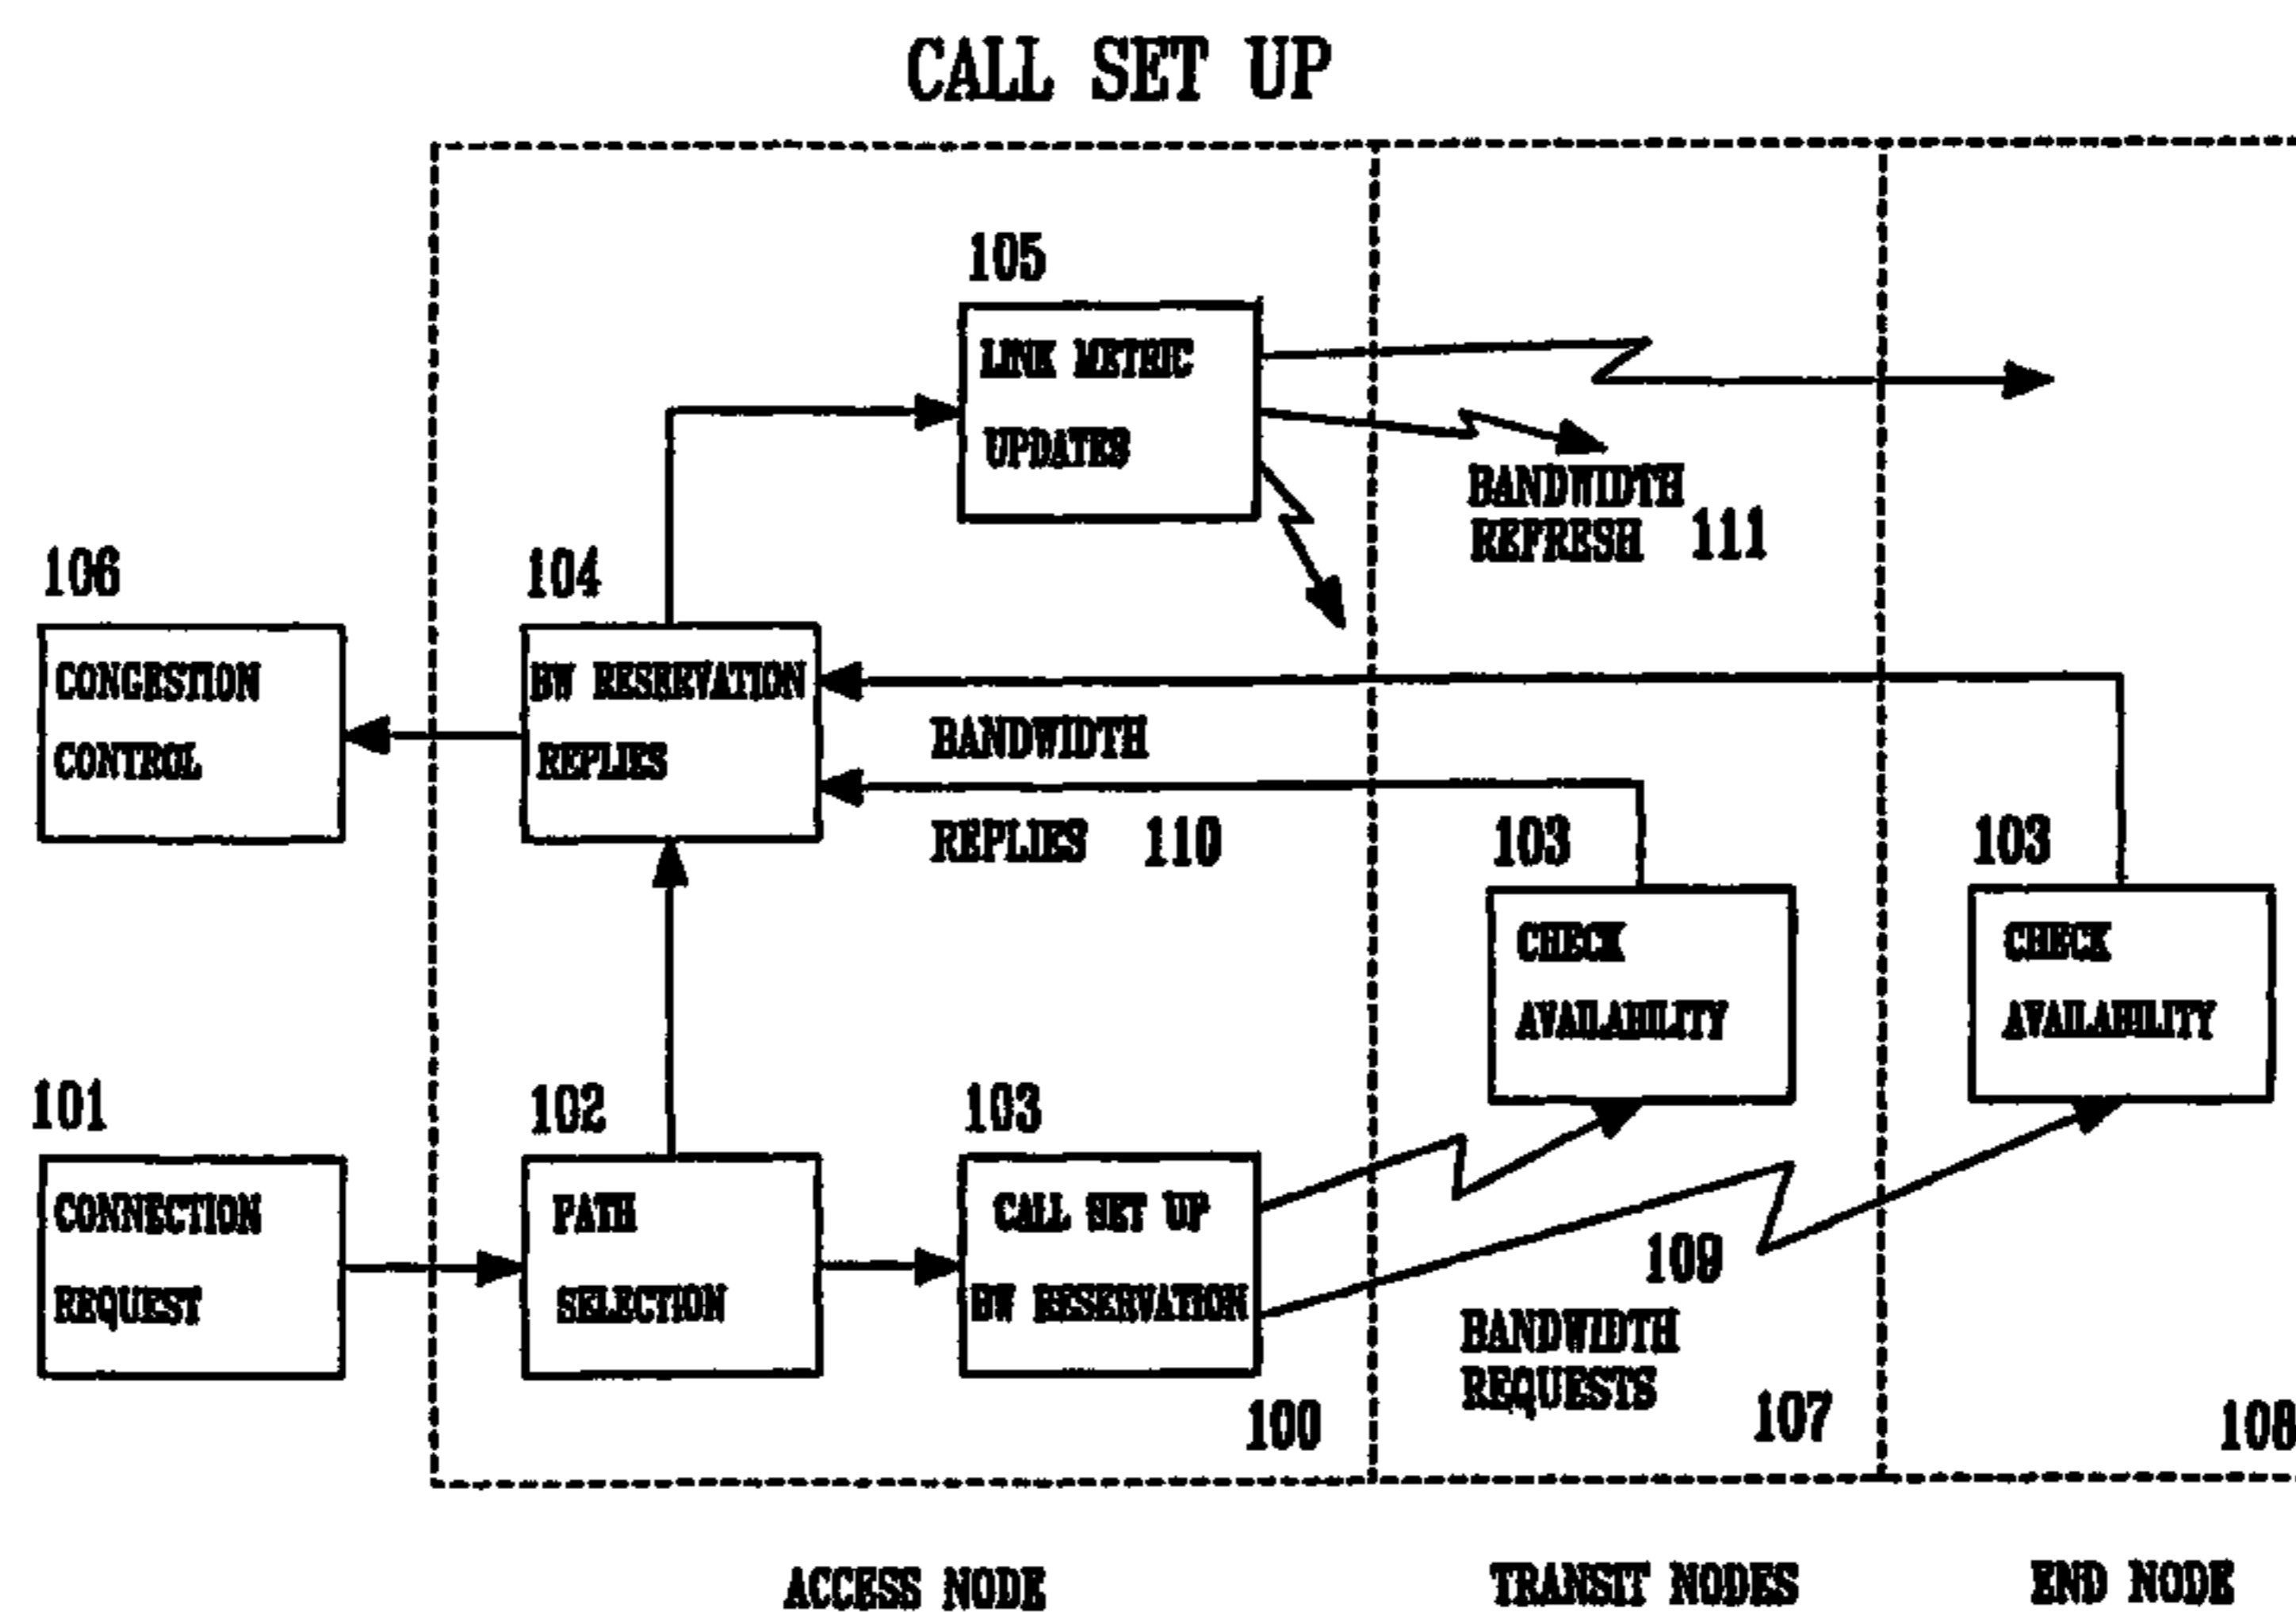 CALL SET UP
105
LINK METRIC
UPDATES
BANDWIDTH
REFRESH 111
106
CONGESTION
CONTROL
104
BW RESERVATION
REPLIES
BANDWIDTH
REPLIES 110
103
CHECK
AVAILABILITY
103
CHECK
AVAILABILITY
101
CONNECTION
REQUEST
102
PATH
SELECTION
103
CALL SET UP
BW RESERVATION
109
BANDWIDTH
REQUESTS
100
107
108
ACCESS NODE
TRANSIT NODES
END NODE